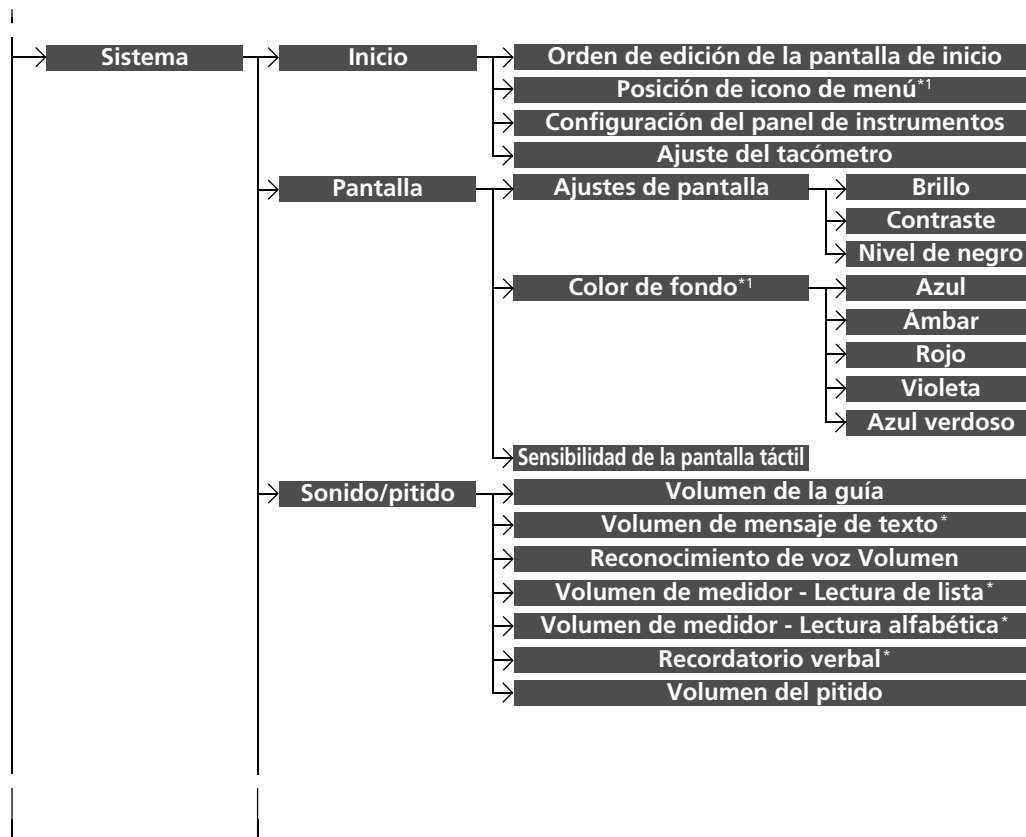 Sistema
Inicio
Orden de edición de la pantalla de inicio
Posición de icono de menú*1
Configuración del panel de instrumentos
Ajuste del tacómetro
Pantalla
Ajustes de pantalla
Brillo
Contraste
Nivel de negro
Color de fondo*1
Azul
Ámbar
Rojo
Violeta
Azul verdoso
Sensibilidad de la pantalla táctil
Sonido/pitido
Volumen de la guía
Volumen de mensaje de texto*
Reconocimiento de voz Volumen
Volumen de medidor - Lectura de lista*
Volumen de medidor - Lectura alfabética*
Recordatorio verbal*
Volumen del pitido